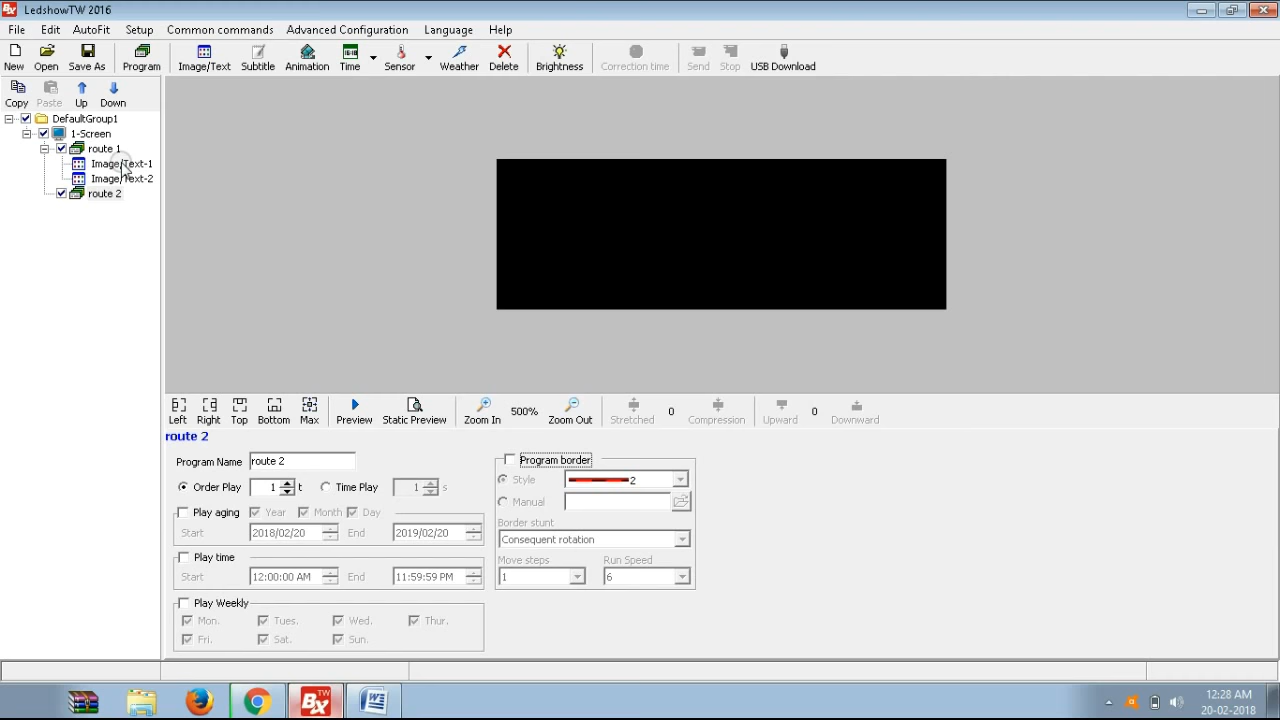 BX LedshowTW 2016
File Edit AutoFit Setup Common commands Advanced Configuration Language Help
New Open Save As Program Image/Text Subtitle Animation Time Sensor Weather Delete Brightness Correction time Send Stop USB Download
Copy Paste Up Down
DefaultGroup1
1-Screen
route 1
Image/Text-1
Image/Text-2
route 2
Left Right Top Bottom Max Preview Static Preview Zoom In 500% Zoom Out Stretched 0 Compression Upward 0 Downward
route 2
Program Name route 2
Order Play 1 t Time Play 1 s
Play aging Year Month Day
Start 2018/02/20 End 2019/02/20
Play time
Start 12:00:00 AM End 11:59:59 PM
Play Weekly
Mon. Tues. Wed. Thur.
Fri. Sat. Sun.
Program border
Style 2
Manual
Border stunt
Consequent rotation
Move steps Run Speed
1 6
BX TW
12:28 AM
20-02-2018